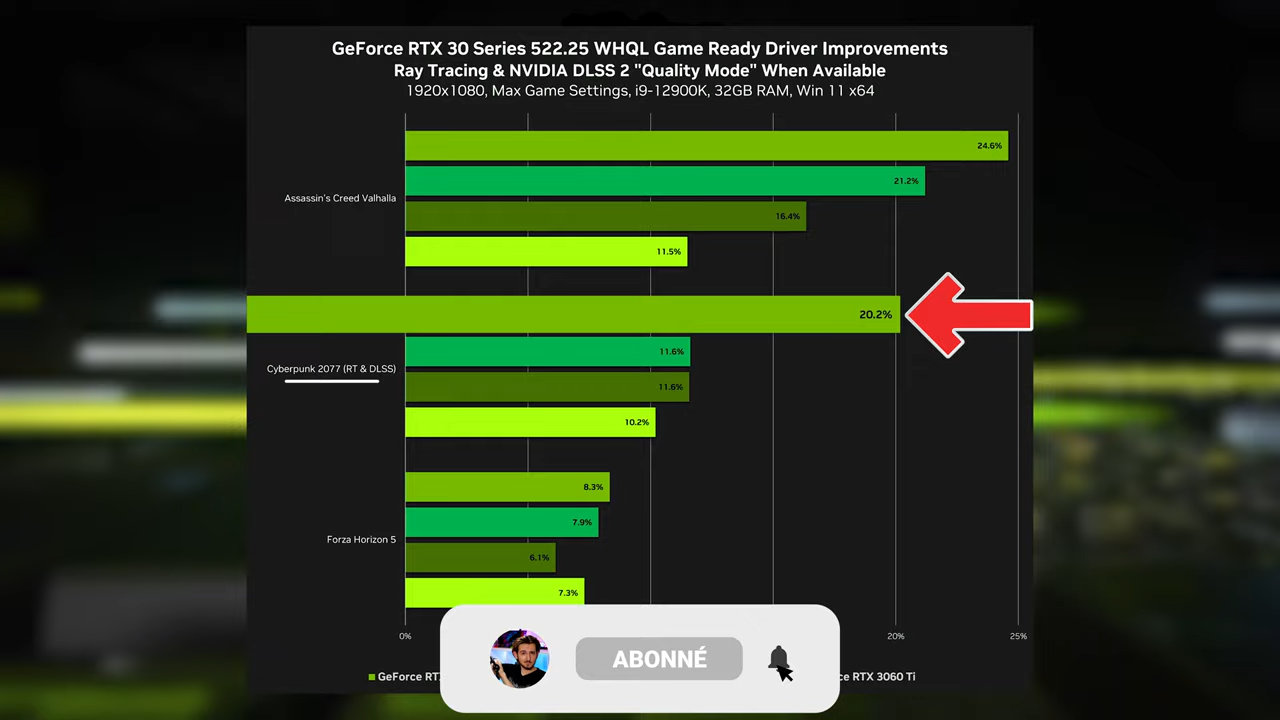 GeForce RTX 30 Series 522.25 WHQL Game Ready Driver Improvements
Ray Tracing & NVIDIA DLSS 2 "Quality Mode" When Available
1920x1080, Max Game Settings, i9-12900K, 32GB RAM, Win 11 x64
24.6%
21.2%
Assassin's Creed Valhalla
16.4%
11.5%
20.2%
11.6%
Cyberpunk 2077 (RT & DLSS)
11.6%
10.2%
8.3%
7.9%
Forza Horizon 5
6.1%
7.3%
0% 20% 25%
ABONNÉ
GeForce RTX 3060 Ti